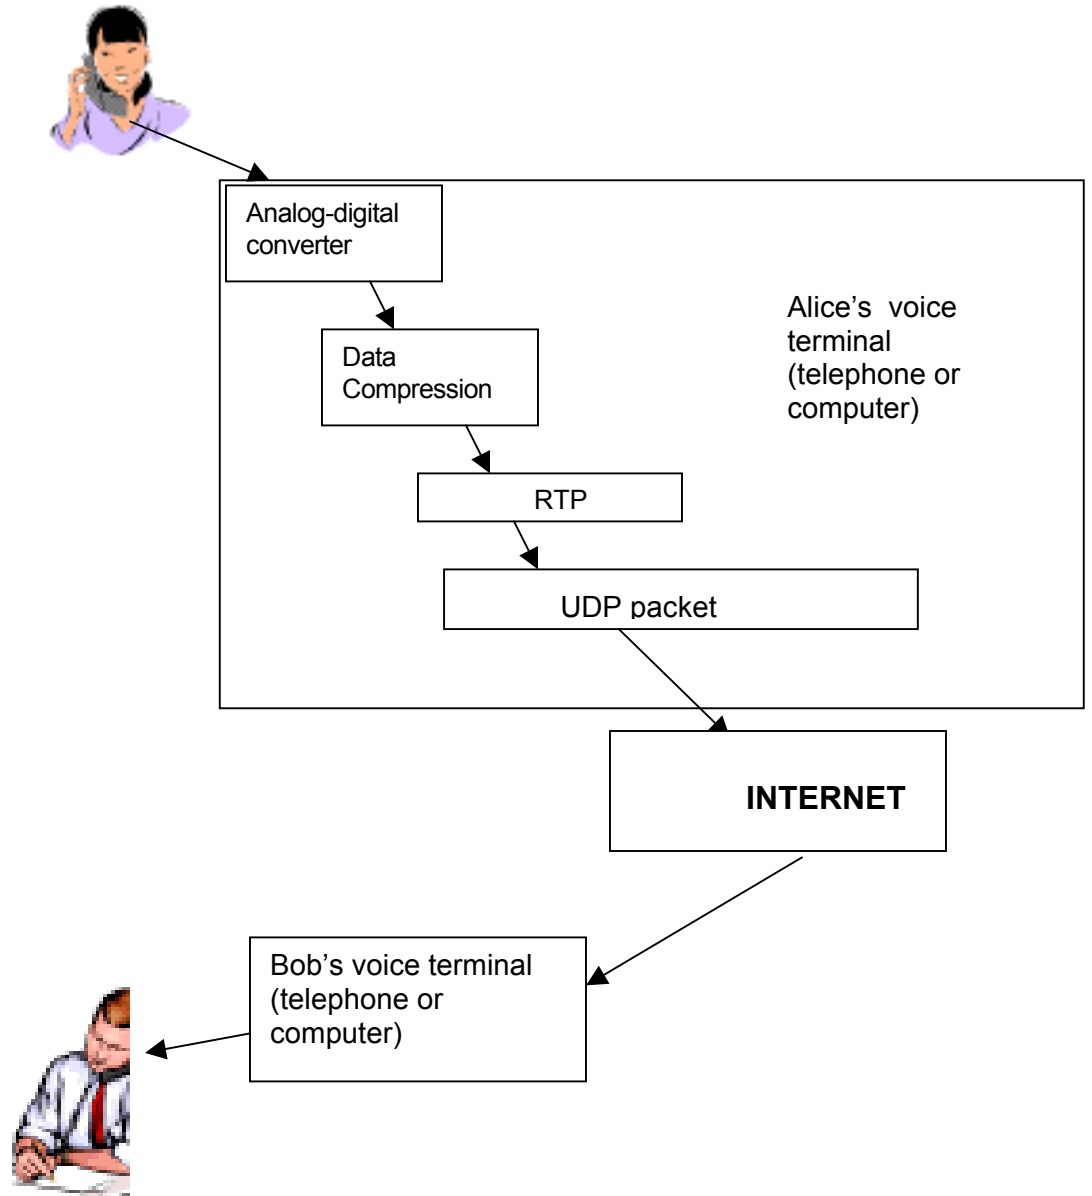 Analog-digital
converter
Data
Compression
Alice’s voice
terminal
(telephone or
computer)
RTP
UDP packet
INTERNET
Bob’s voice terminal
(telephone or
computer)